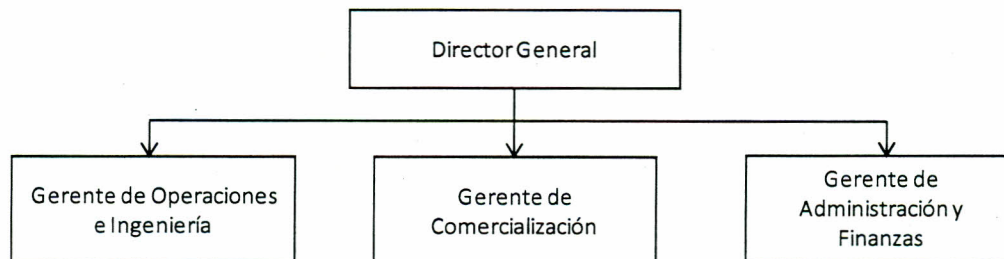 Director General
Gerente de Operaciones
e Ingeniería
Gerente de
Comercialización
Gerente de
Administración y
Finanzas